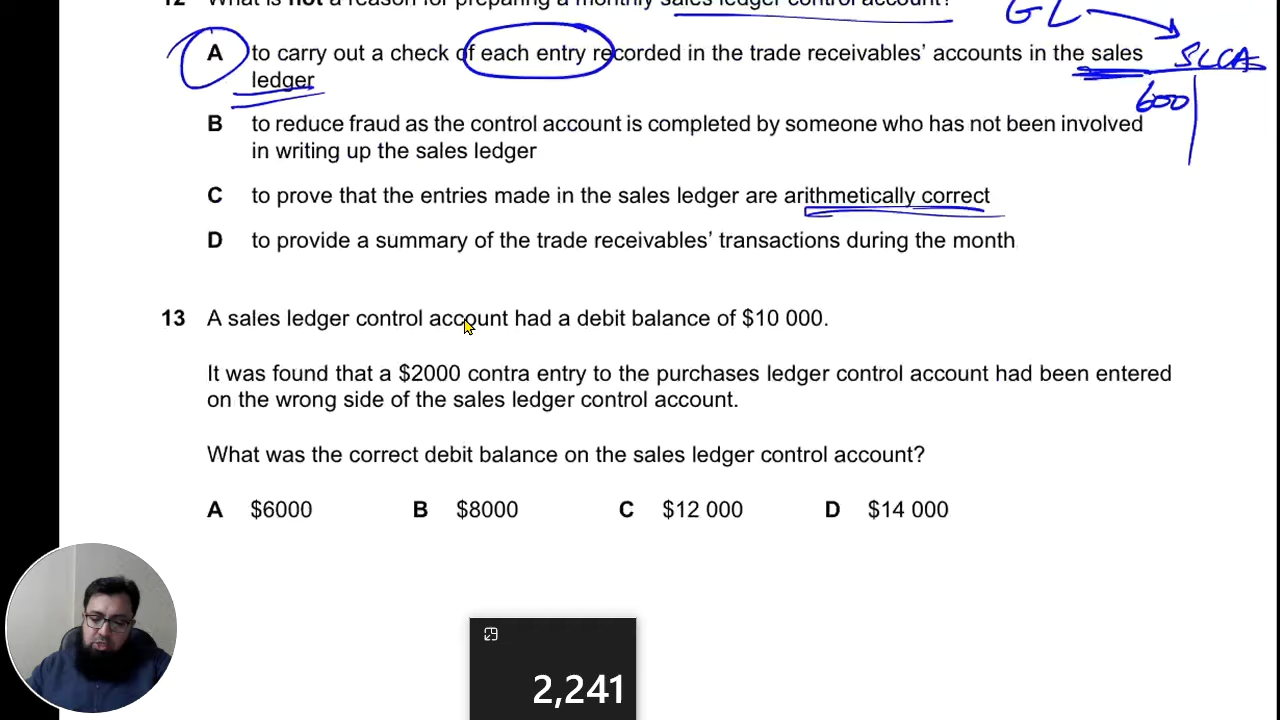 12 What is not a reason for preparing a monthly sales ledger control account?
GL
A to carry out a check of each entry recorded in the trade receivables' accounts in the sales
ledger
SLCA
600
B to reduce fraud as the control account is completed by someone who has not been involved
in writing up the sales ledger
C to prove that the entries made in the sales ledger are arithmetically correct
D to provide a summary of the trade receivables' transactions during the month
13 A sales ledger control account had a debit balance of $10 000.
It was found that a $2000 contra entry to the purchases ledger control account had been entered
on the wrong side of the sales ledger control account.
What was the correct debit balance on the sales ledger control account?
A $6000 B $8000 C $12 000 D $14 000
2,241